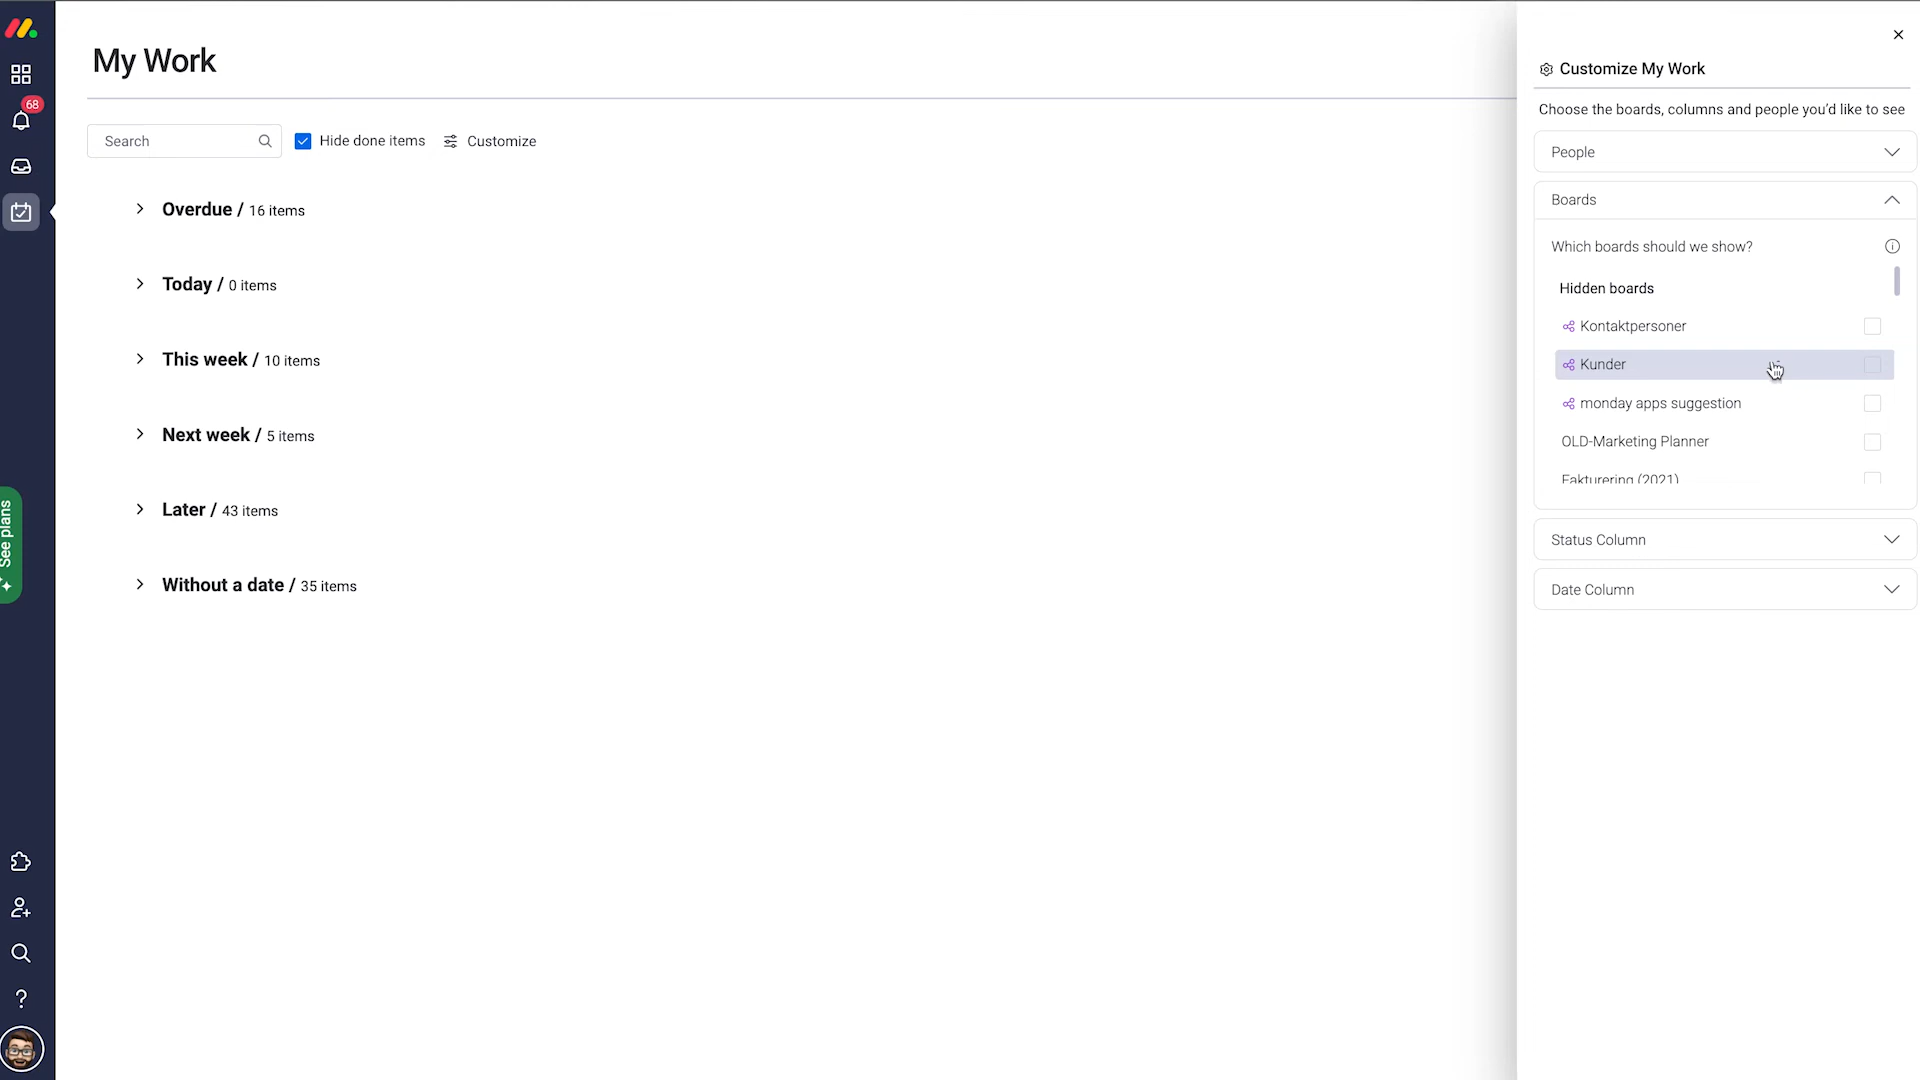 My Work
68
Search
Hide done items
Customize
Overdue / 16 items
Today / 0 items
This week / 10 items
Next week / 5 items
Later / 43 items
Without a date / 35 items
See plans
Customize My Work
Choose the boards, columns and people you'd like to see
People
Boards
Which boards should we show?
Hidden boards
Kontaktpersoner
Kunder
monday apps suggestion
OLD-Marketing Planner
Fakturering (2021)
Status Column
Date Column